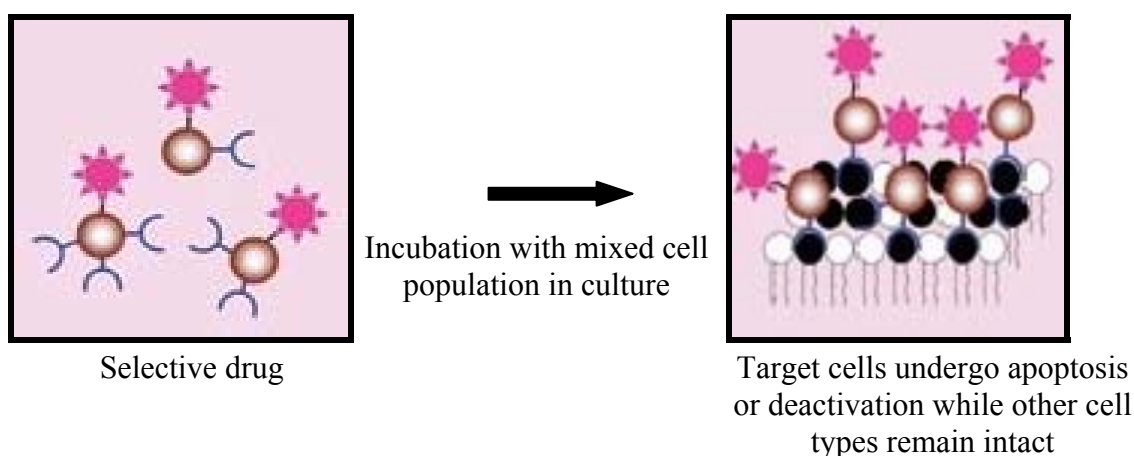 Incubation with mixed cell
population in culture
Selective drug
Target cells undergo apoptosis
or deactivation while other cell
types remain intact